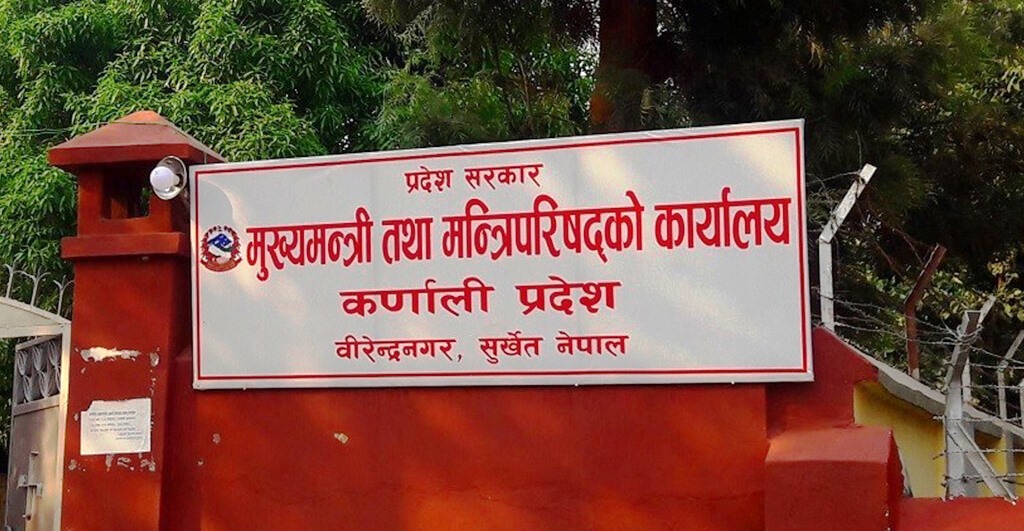 प्रदेश सरकार
मुख्यमन्त्री तथा मन्त्रिपरिषद्को कार्यालय
कर्णाली प्रदेश
वीरेन्द्रनगर, सुर्खेत नेपाल